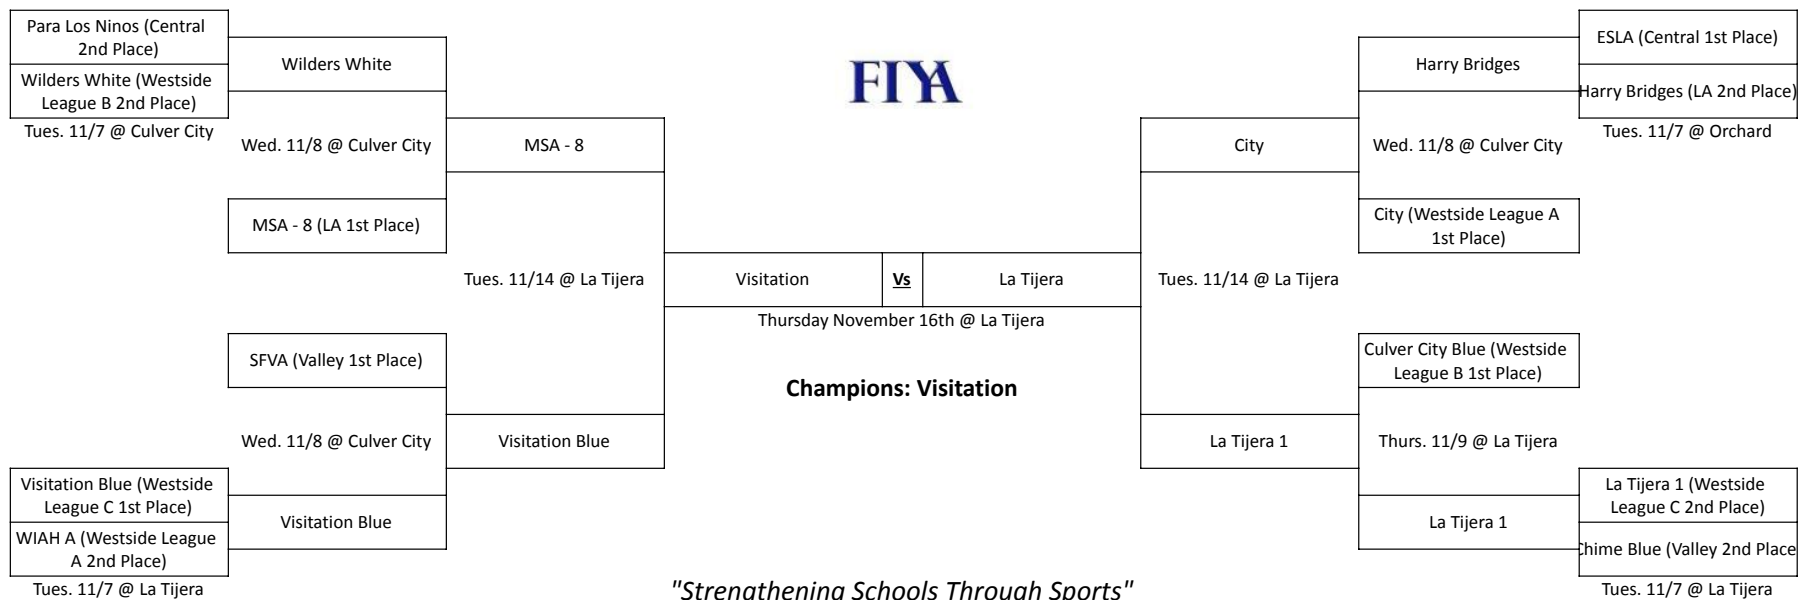 Para Los Ninos (Central
2nd Place)
Wilders White (Westside
League B 2nd Place)
Tues. 11/7 @ Culver City
Wilders White
Wed. 11/8 @ Culver City
MSA - 8 (LA 1st Place)
MSA - 8
Tues. 11/14 @ La Tijera
SFVA (Valley 1st Place)
Wed. 11/8 @ Culver City
Visitation Blue
Visitation Blue (Westside
League C 1st Place)
WIAH A (Westside League
A 2nd Place)
Tues. 11/7 @ La Tijera
Visitation Blue
FIYA
Visitation
Vs
La Tijera
Thursday November 16th @ La Tijera
Champions: Visitation
"Strengthening Schools Through Sports"
City
Tues. 11/14 @ La Tijera
La Tijera 1
Harry Bridges
Wed. 11/8 @ Culver City
City (Westside League A
1st Place)
Culver City Blue (Westside
League B 1st Place)
Thurs. 11/9 @ La Tijera
La Tijera 1
ESLA (Central 1st Place)
Harry Bridges (LA 2nd Place)
Tues. 11/7 @ Orchard
La Tijera 1 (Westside
League C 2nd Place)
Chime Blue (Valley 2nd Place
Tues. 11/7 @ La Tijera